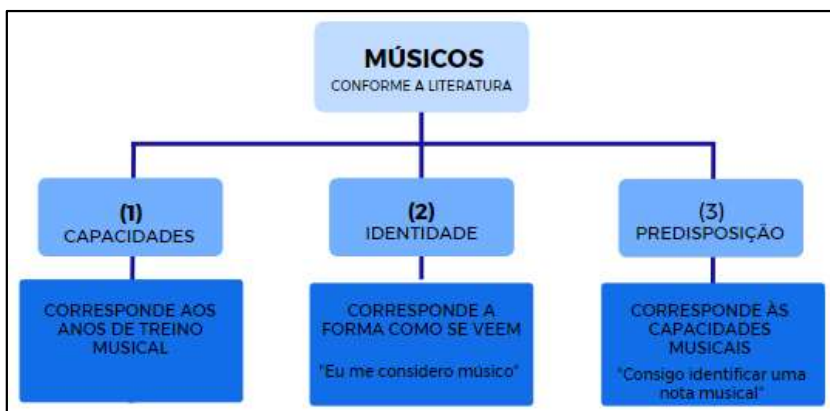 MÚSICOS
CONFORME A LITERATURA
(1)
CAPACIDADES
CORRESPONDE AOS
ANOS DE TREINO
MUSICAL
(2)
IDENTIDADE
CORRESPONDE A
FORMA COMO SE VEEM
"Eu me considero músico"
(3)
PREDISPOSIÇÃO
CORRESPONDE ÀS
CAPACIDADES
MUSICAIS
"Consigo identificar uma
nota musical"